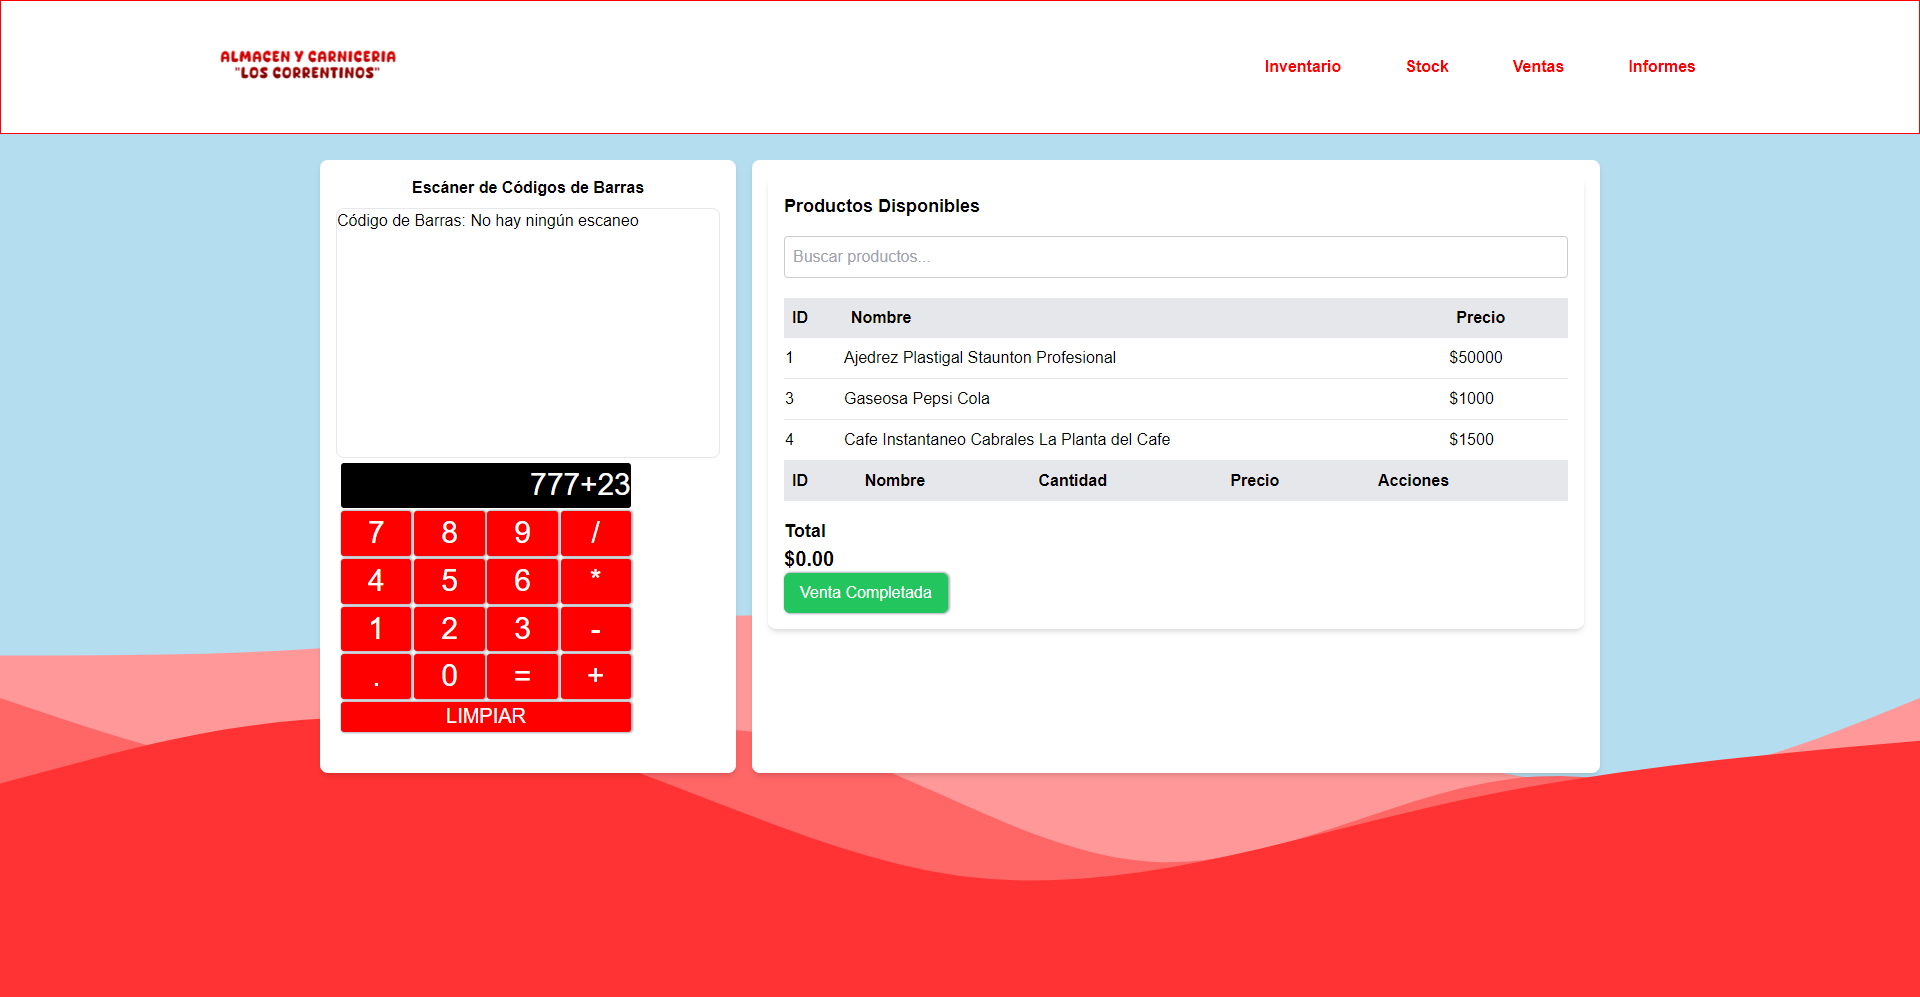 ALMACEN Y CARNICERIA
"LOS CORRENTINOS"
Inventario Stock Ventas Informes
Escáner de Códigos de Barras
Código de Barras: No hay ningún escaneo
777+23
7 8 9 /
4 5 6 *
1 2 3 -
. 0 = +
LIMPIAR
Productos Disponibles
Buscar productos...
ID Nombre Precio
1 Ajedrez Plastigal Staunton Profesional $50000
3 Gaseosa Pepsi Cola $1000
4 Cafe Instantaneo Cabrales La Planta del Cafe $1500
ID Nombre Cantidad Precio Acciones
Total
$0.00
Venta Completada